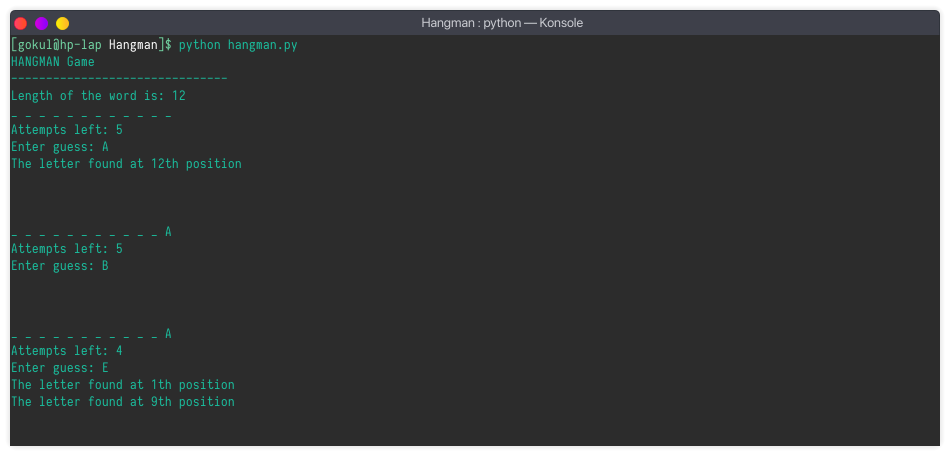 Hangman : python — Konsole
[gokul@hp-lap Hangman]$ python hangman.py
HANGMAN Game
-------------------------------
Length of the word is: 12
_ _ _ _ _ _ _ _ _ _ _ _
Attempts left: 5
Enter guess: A
The letter found at 12th position
_ _ _ _ _ _ _ _ _ _ _ A
Attempts left: 5
Enter guess: B
_ _ _ _ _ _ _ _ _ _ _ A
Attempts left: 4
Enter guess: E
The letter found at 1th position
The letter found at 9th position